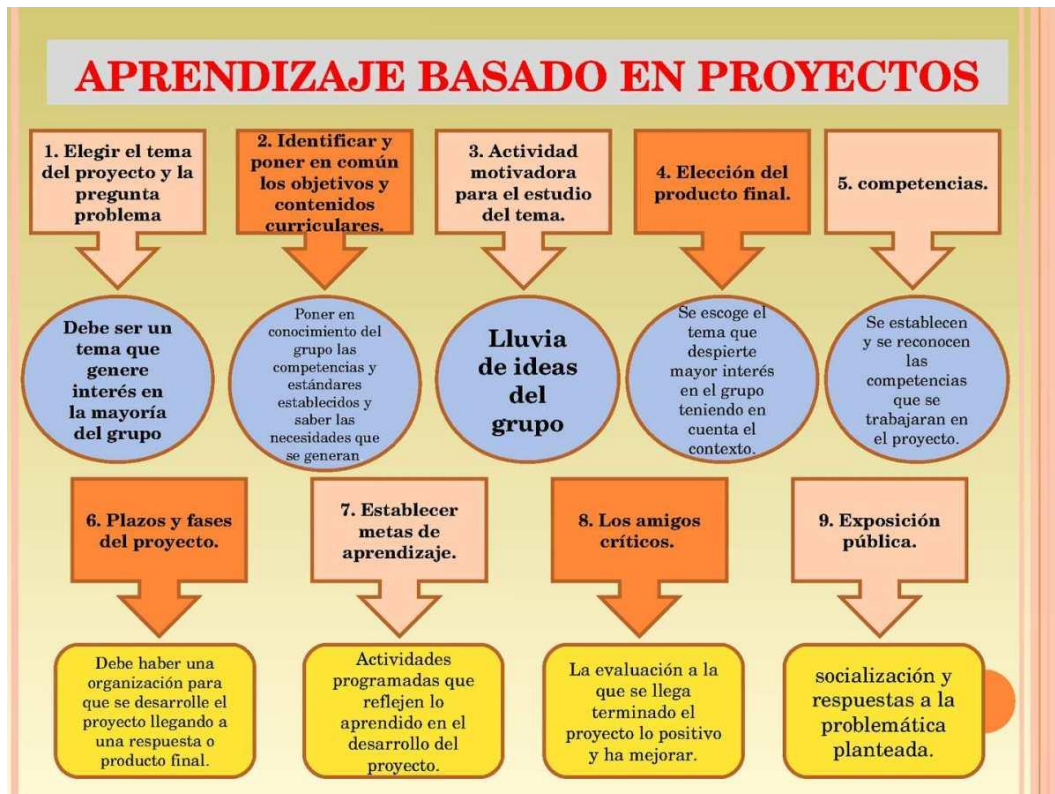 APRENDIZAJE BASADO EN PROYECTOS
1. Elegir el tema
del proyecto y la
pregunta
problema
2. Identificar y
poner en común
los objetivos y
contenidos
curriculares.
3. Actividad
motivadora
para el estudio
del tema.
4. Elección del
producto final.
5. competencias.
Debe ser un
tema que
genere
interés en
la mayoría
del grupo
Poner en
conocimiento del
grupo las
competencias y
estándares
establecidos y
saber las
necesidades que
se generan
Lluvia
de ideas
del
grupo
Se escoge el
tema que
despierte
mayor interés
en el grupo
teniendo en
cuenta el
contexto.
Se establecen
y se reconocen
las
competencias
que se
trabajaran en
el proyecto.
6. Plazos y fases
del proyecto.
7. Establecer
metas de
aprendizaje.
8. Los amigos
críticos.
9. Exposición
pública.
Debe haber una
organización para
que se desarrolle el
proyecto llegando a
una respuesta o
producto final.
Actividades
programadas que
reflejen lo
aprendido en el
desarrollo del
proyecto.
La evaluación a la
que se llega
terminado el
proyecto lo positivo
y ha mejorar.
socialización y
respuestas a la
problemática
planteada.